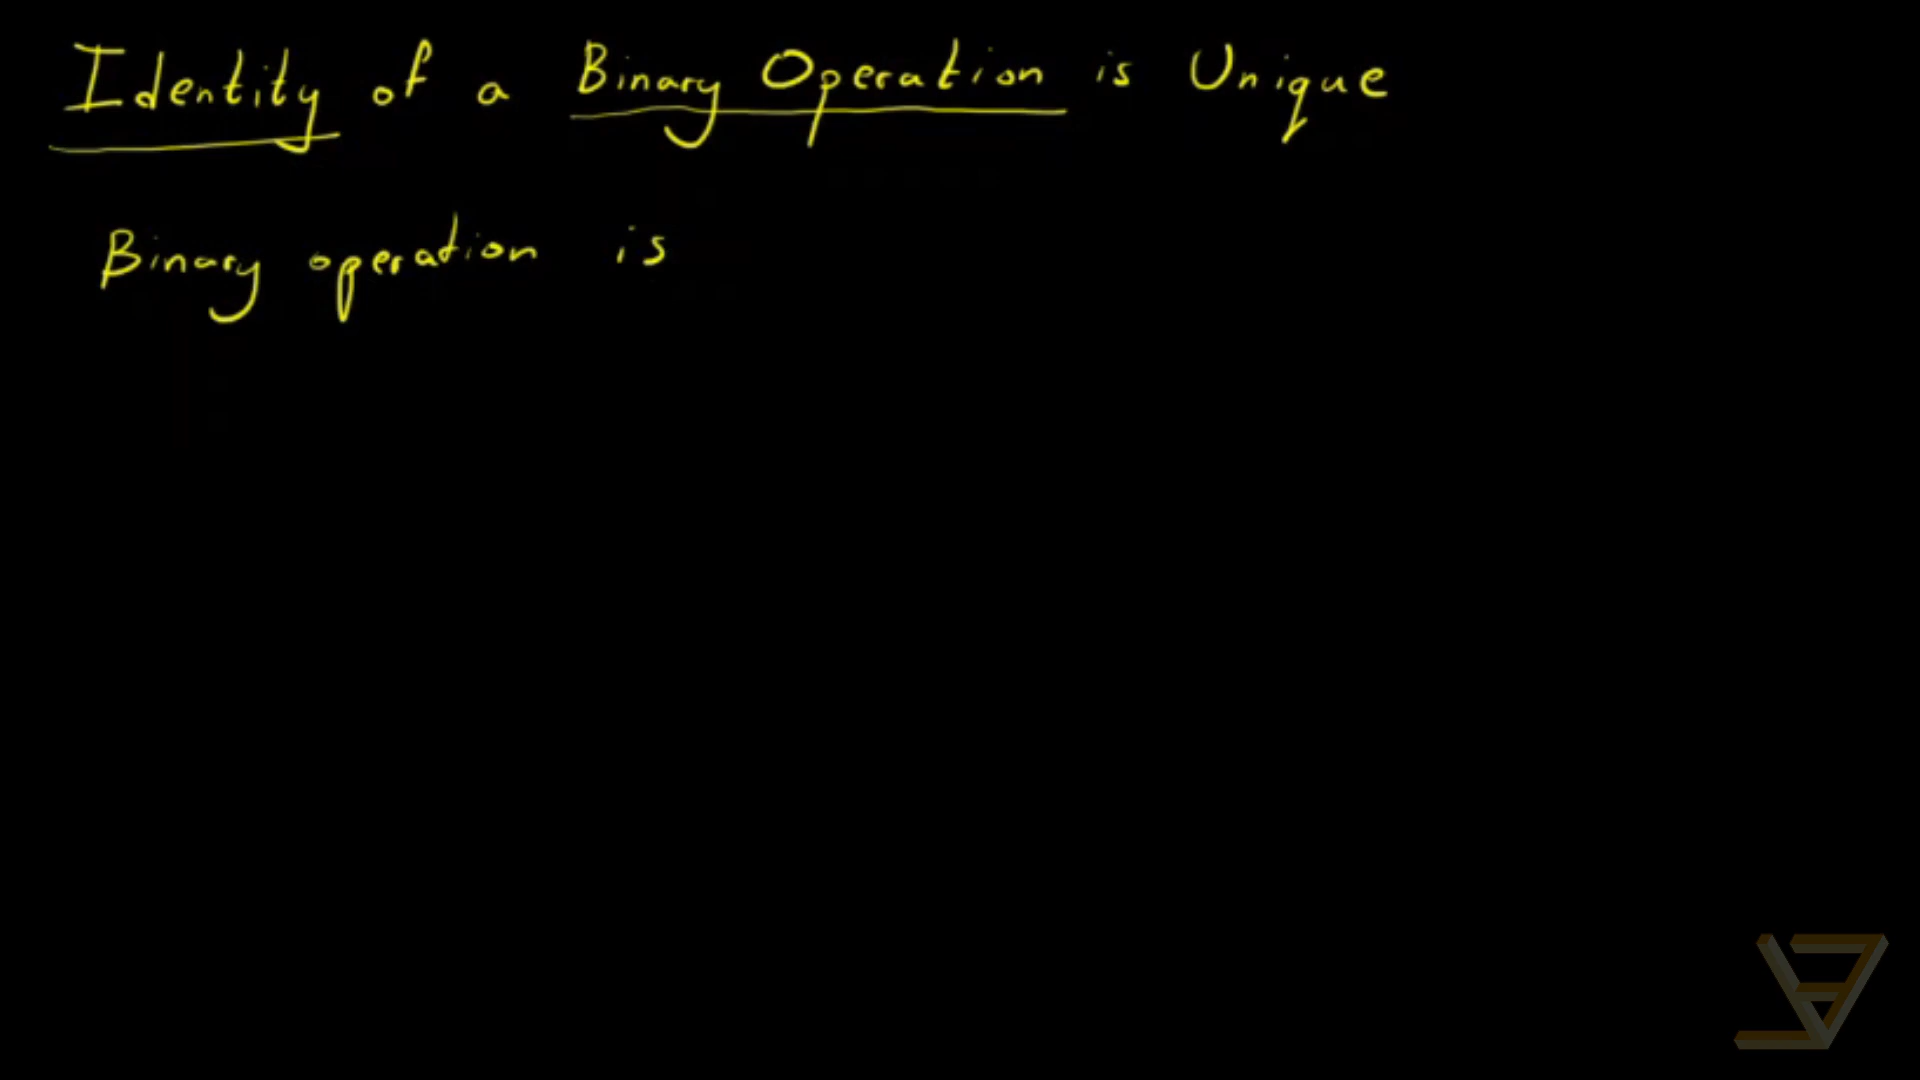 Identity of a Binary Operation is Unique
Binary operation is